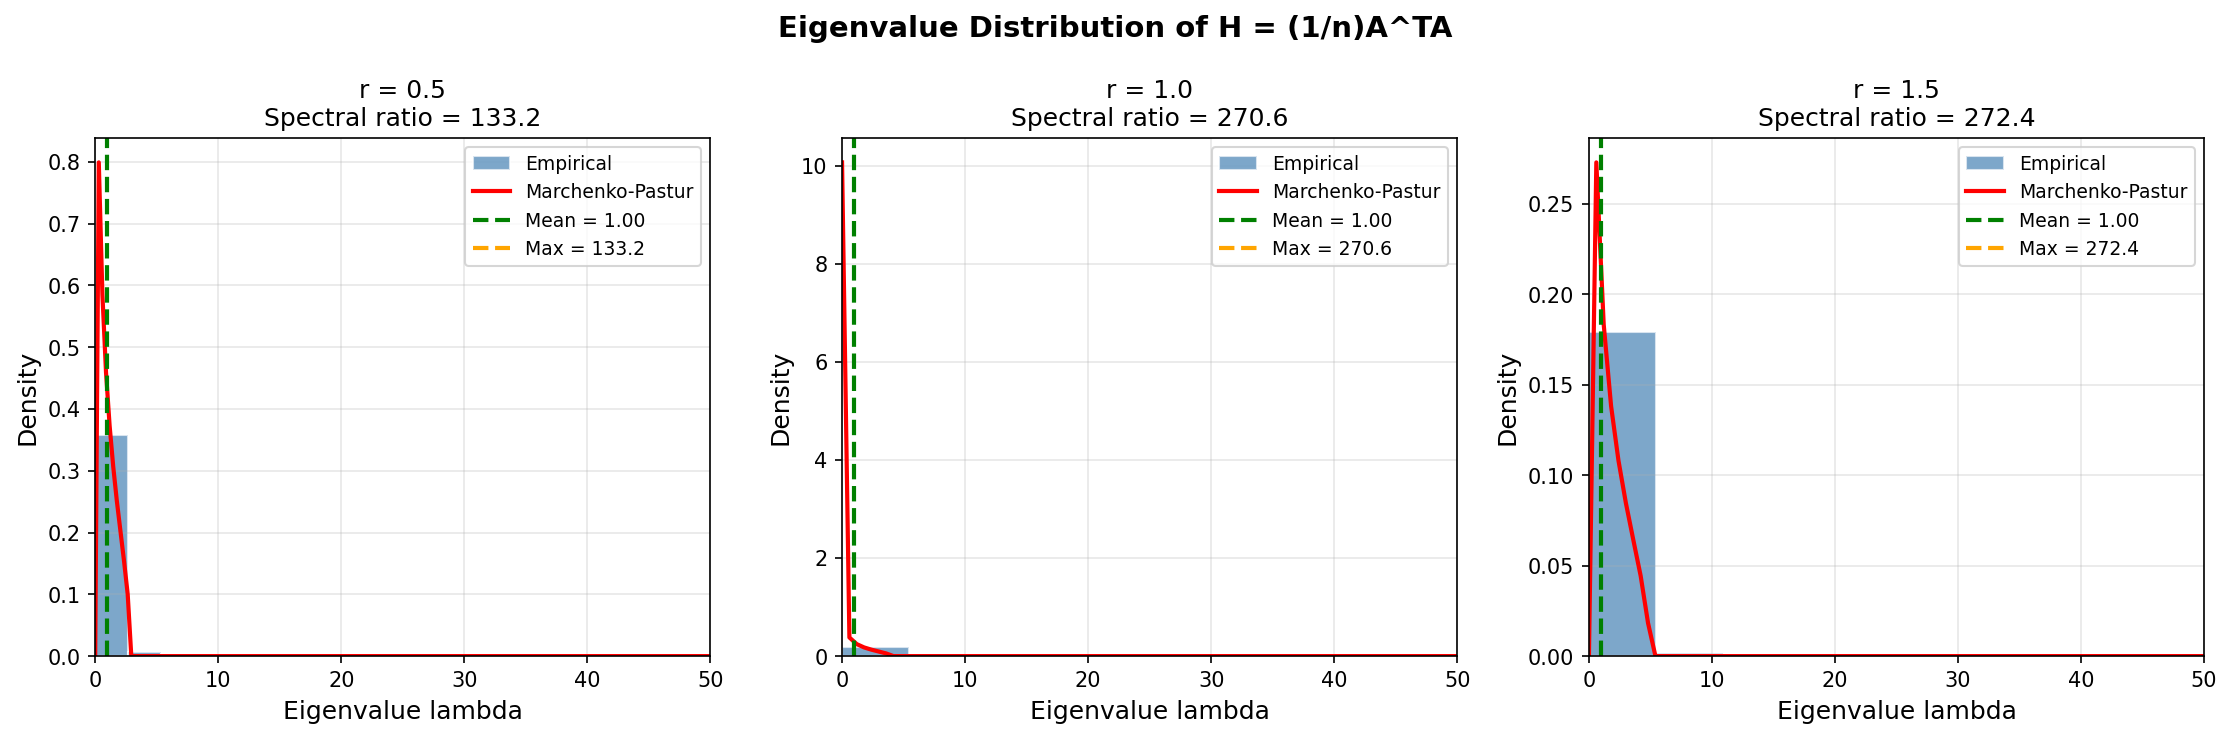 Eigenvalue Distribution of H = (1/n)A^TA
r = 0.5
Spectral ratio = 133.2
Density
0.8
0.7
0.6
0.5
0.4
0.3
0.2
0.1
0.0
Empirical
Marchenko-Pastur
Mean = 1.00
Max = 133.2
0 10 20 30 40 50
Eigenvalue lambda
r = 1.0
Spectral ratio = 270.6
Density
10
8
6
4
2
0
Empirical
Marchenko-Pastur
Mean = 1.00
Max = 270.6
0 10 20 30 40 50
Eigenvalue lambda
r = 1.5
Spectral ratio = 272.4
Density
0.25
0.20
0.15
0.10
0.05
0.00
Empirical
Marchenko-Pastur
Mean = 1.00
Max = 272.4
0 10 20 30 40 50
Eigenvalue lambda